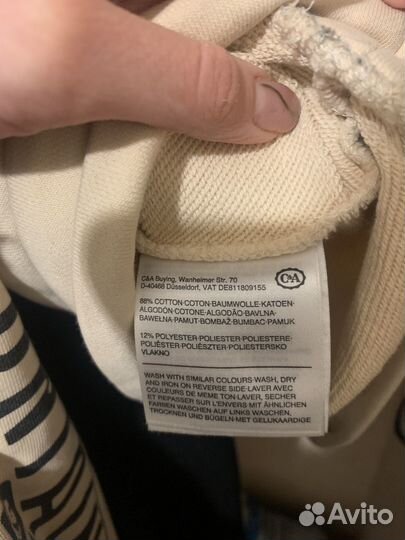 C&A
C&A Buying, Wanheimer Str. 70
D-40468 Düsseldorf, VAT DE811809155
88% COTTON-COTON-BAUMWOLLE-KATOEN-
ALGODÓN COTONE-ALGODÃO-BAVLNA-
BAWEŁNA-PAMUT-BOMBAŽ-BUMBAC-PAMUK
12% POLYESTER-POLYESTER-POLIESTERE-
POLIÉSTER-POLIÉSZTER-POLIESTERSKO
VLAKNO
WASH WITH SIMILAR COLOURS-WASH, DRY
AND IRON ON REVERSE SIDE-LAVER AVEC
COULEURS DE MEME TON-LAVER, SECHER
ET REPASSER SUR L'ENVERS-MIT ÄHNLICHEN
FARBEN WASCHEN-AUF LINKS WASCHEN,
TROCKNEN UND BÜGELN-MET GELIJKAARDIGE
Avito